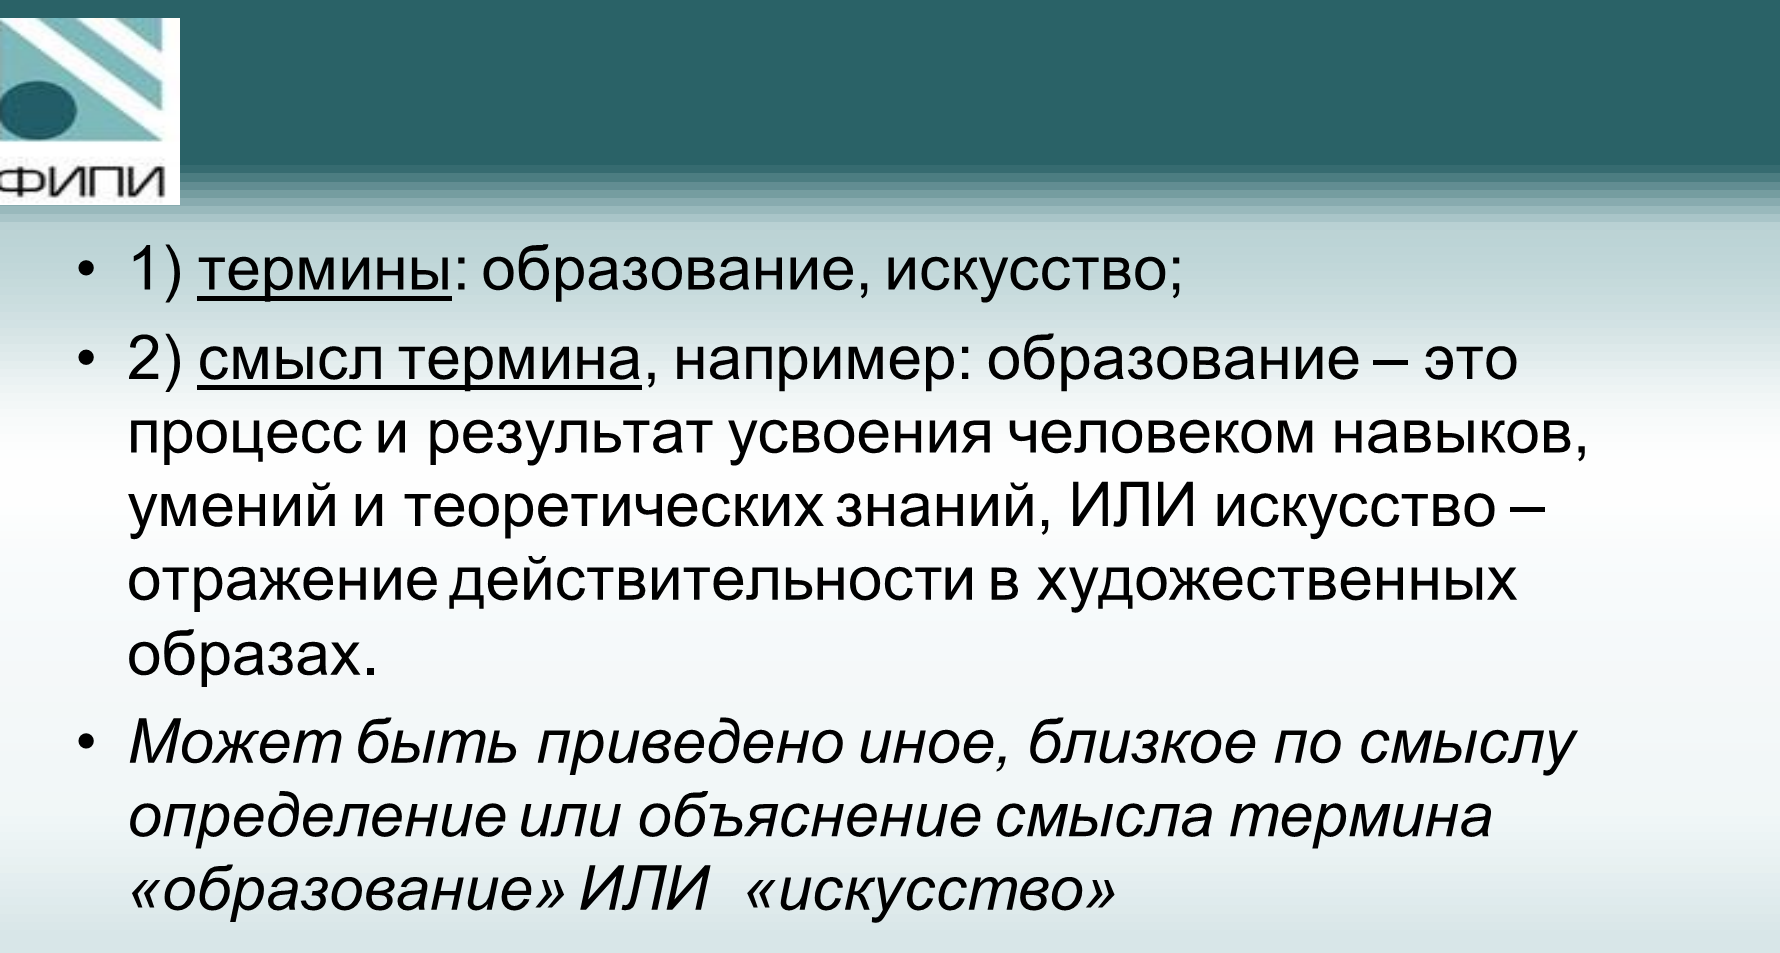 ФИПИ
• 1) термины: образование, искусство;
• 2) смысл термина, например: образование – это
процесс и результат усвоения человеком навыков,
умений и теоретических знаний, ИЛИ искусство –
отражение действительности в художественных
образах.
• Может быть приведено иное, близкое по смыслу
определение или объяснение смысла термина
«образование» ИЛИ «искусство»